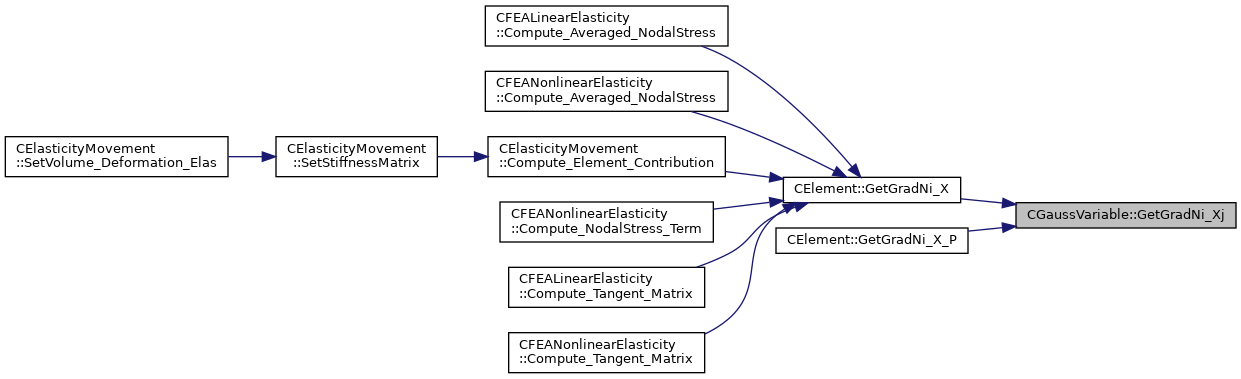 CFEALinearElasticity
::Compute_Averaged_NodalStress
CFEANonlinearElasticity
::Compute_Averaged_NodalStress
CElasticityMovement
::SetVolume_Deformation_Elas
CElasticityMovement
::SetStiffnessMatrix
CElasticityMovement
::Compute_Element_Contribution
CElement::GetGradNi_X
CGaussVariable::GetGradNi_Xj
CFEANonlinearElasticity
::Compute_NodalStress_Term
CElement::GetGradNi_X_P
CFEALinearElasticity
::Compute_Tangent_Matrix
CFEANonlinearElasticity
::Compute_Tangent_Matrix